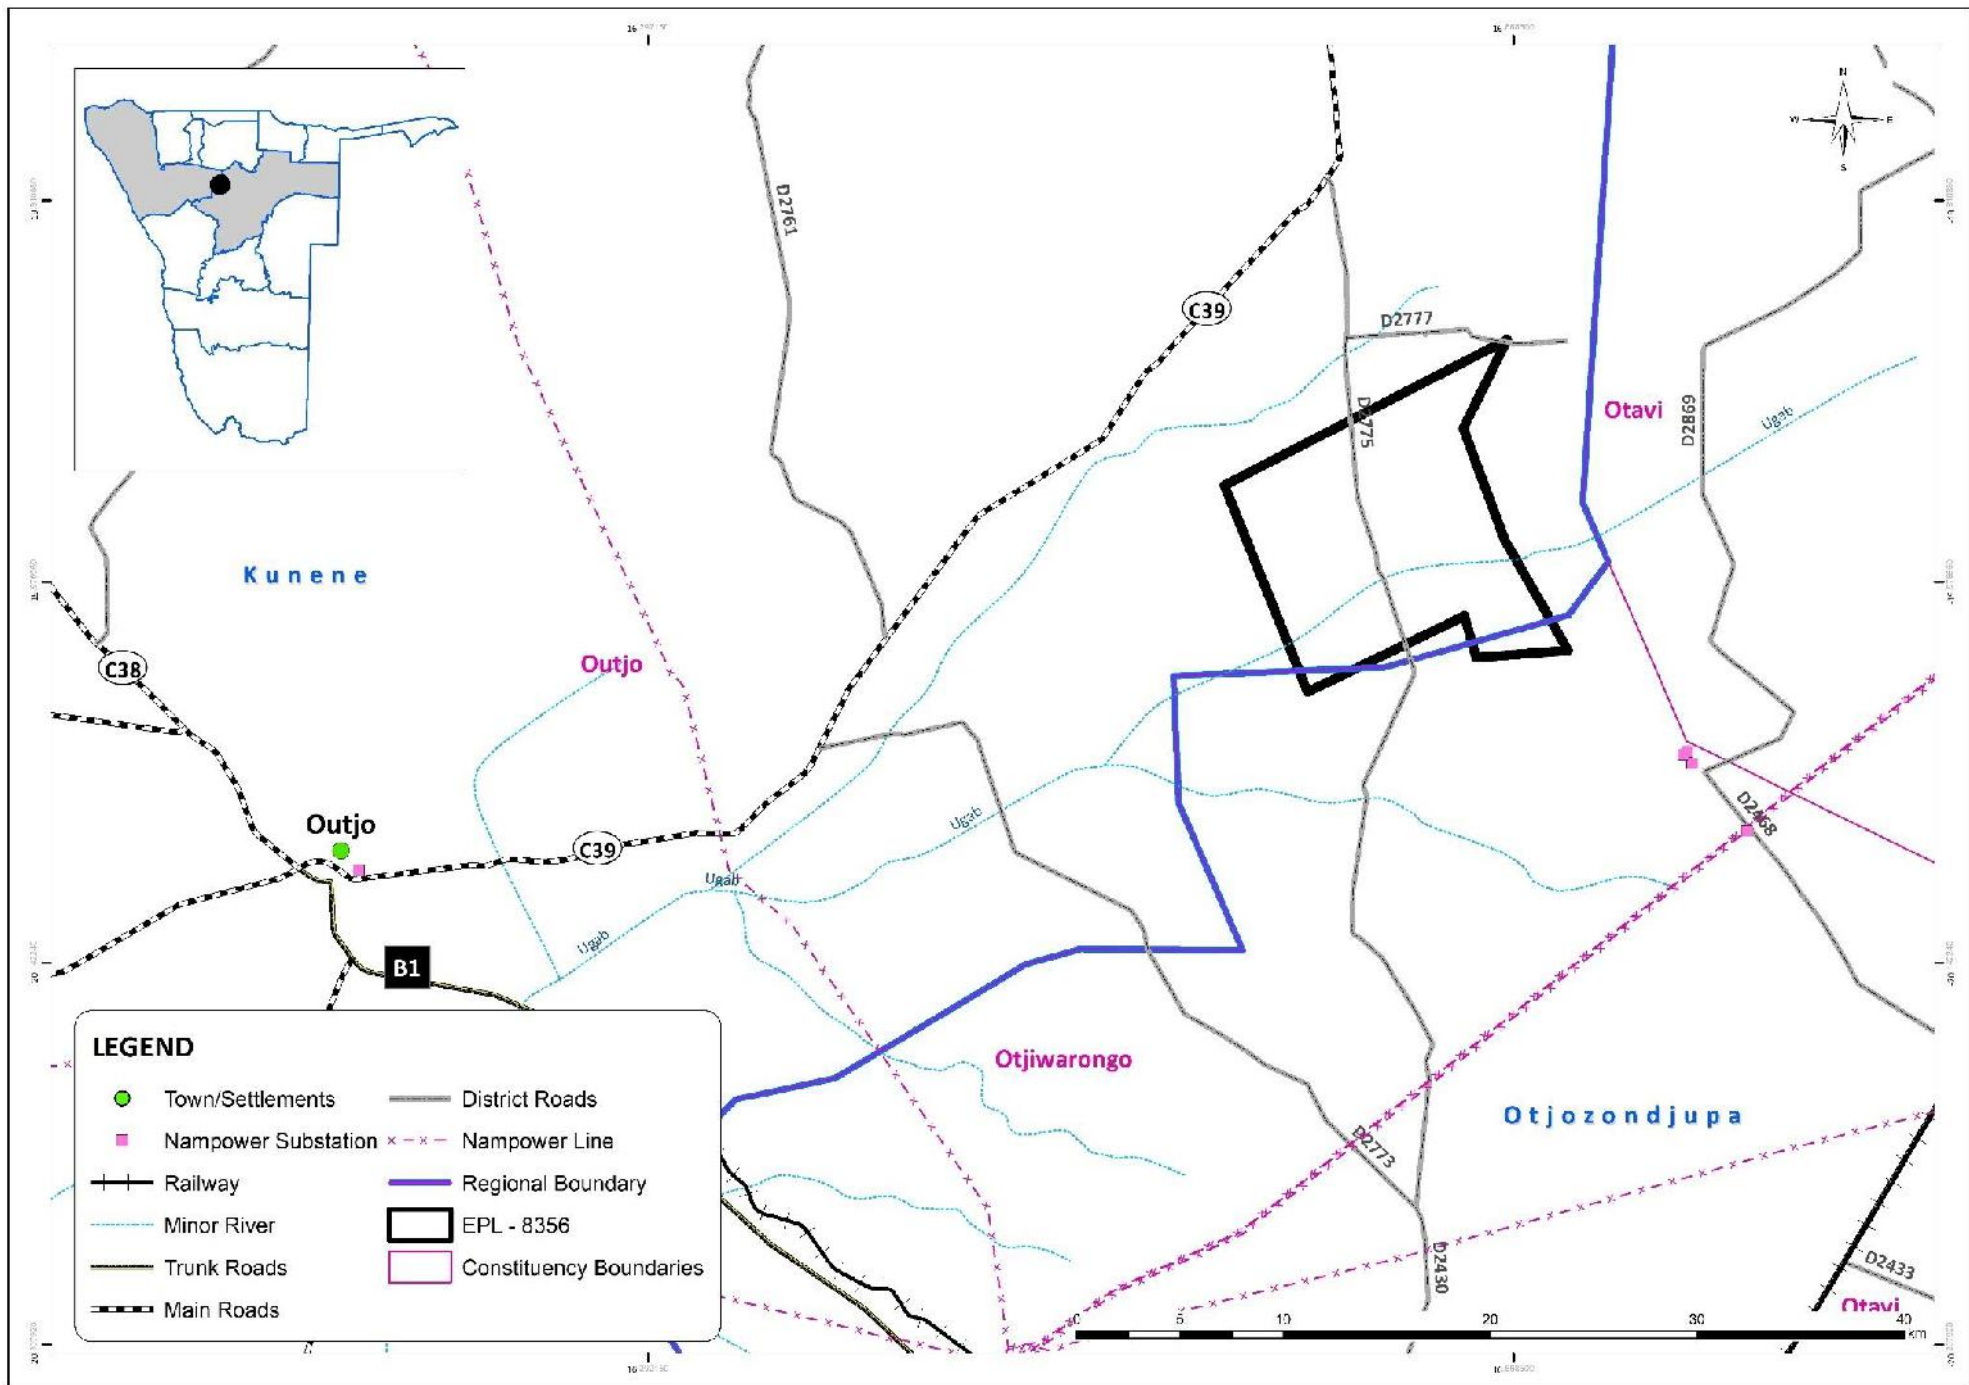 N
W E
S
D2761
C39
D2777
D2775
Otavi
D2869
Ugab
Kunene
C38
Outjo
Outjo
C39
Ugab
Ugab
Ugab
D2468
B1
Otjiwarongo
Otjozondjupa
D2773
D2430
D2433
Otavi
LEGEND
Town/Settlements
Nampower Substation
Railway
Minor River
Trunk Roads
Main Roads
District Roads
Nampower Line
Regional Boundary
EPL - 8356
Constituency Boundaries
0 5 10 20 30 40
km